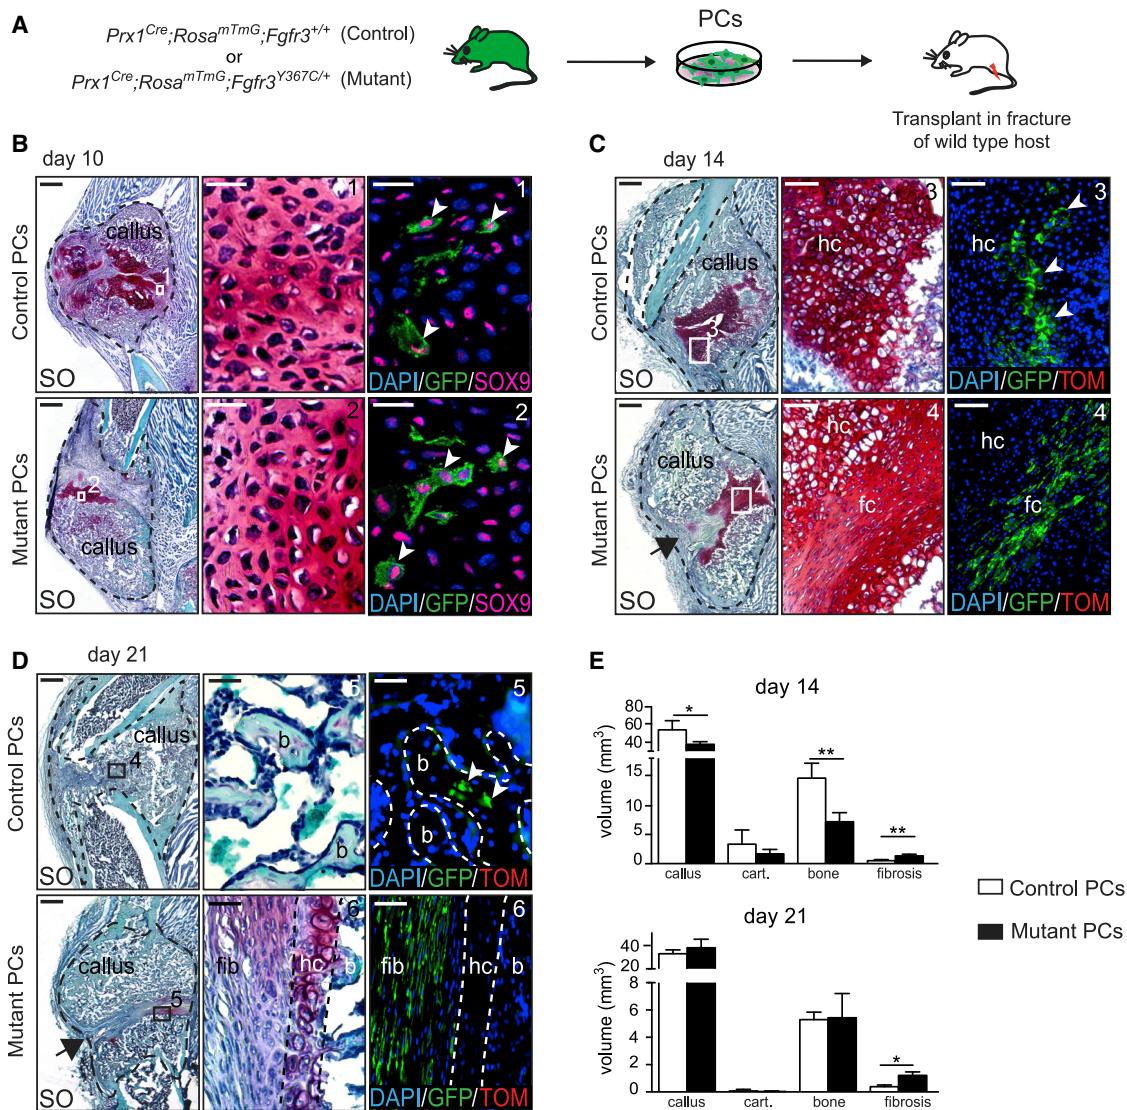 A
Prx1Cre;RosamTmG;Fgfr3+/+ (Control)
or
Prx1Cre;RosamTmG;Fgfr3Y367C/+ (Mutant)
PCs
Transplant in fracture
of wild type host
B
day 10
Control PCs
callus
1
SO
1
1
DAPI/GFP/SOX9
Mutant PCs
2
callus
SO
2
2
DAPI/GFP/SOX9
C
day 14
Control PCs
callus
3
SO
3
hc
3
hc
DAPI/GFP/TOM
Mutant PCs
callus
4
SO
4
hc
fc
4
hc
fc
DAPI/GFP/TOM
D
day 21
Control PCs
callus
4
SO
5
b
b
5
b
b
DAPI/GFP/TOM
Mutant PCs
callus
5
SO
6
fib
hc
b
6
fib
hc
b
DAPI/GFP/TOM
E
day 14
volume (mm3)
80
60
40
15
10
5
0
*
**
**
callus cart. bone fibrosis
Control PCs
Mutant PCs
day 21
volume (mm3)
40
20
8
6
4
2
0
*
callus cart. bone fibrosis